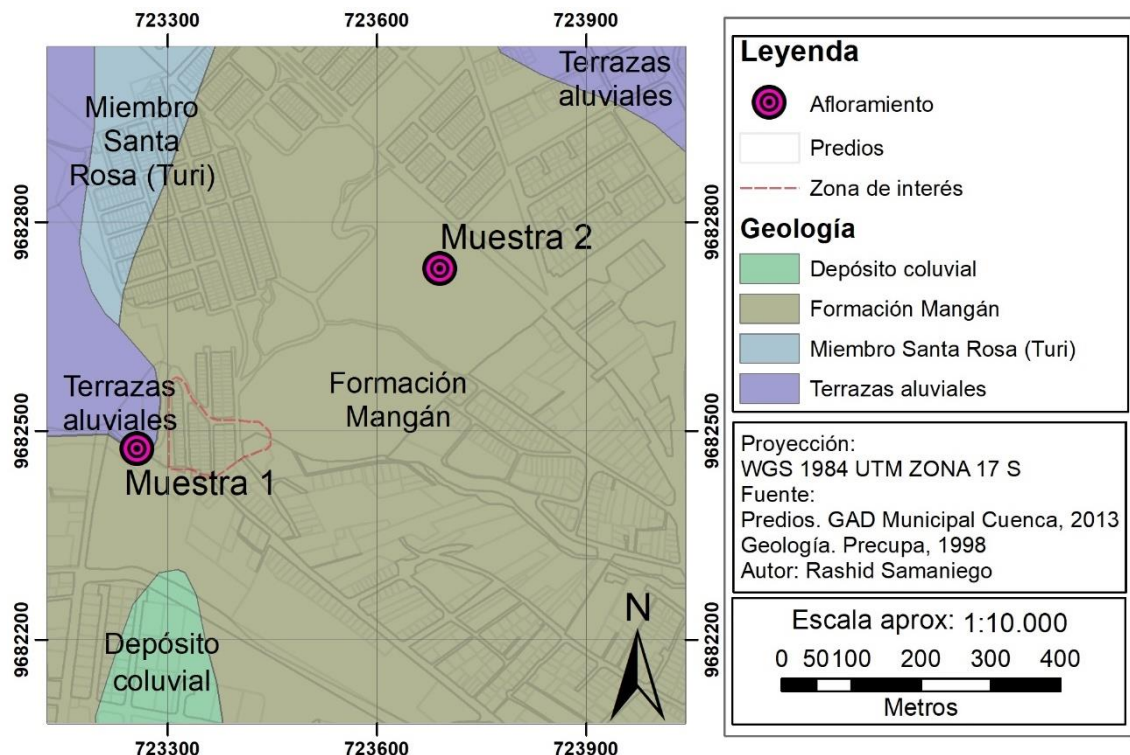 723300
723600
723900
Terrazas
aluviales
Miembro
Santa
Rosa (Turi)
9682800
9682800
Muestra 2
Formación
Mangán
Terrazas
aluviales
9682500
9682500
Muestra 1
9682200
9682200
Depósito
coluvial
N
723300
723600
723900
Leyenda
Afloramiento
Predios
Zona de interés
Geología
Depósito coluvial
Formación Mangán
Miembro Santa Rosa (Turi)
Terrazas aluviales
Proyección:
WGS 1984 UTM ZONA 17 S
Fuente:
Predios. GAD Municipal Cuenca, 2013
Geología. Precupa, 1998
Autor: Rashid Samaniego
Escala aprox: 1:10.000
0 50 100 200 300 400
Metros